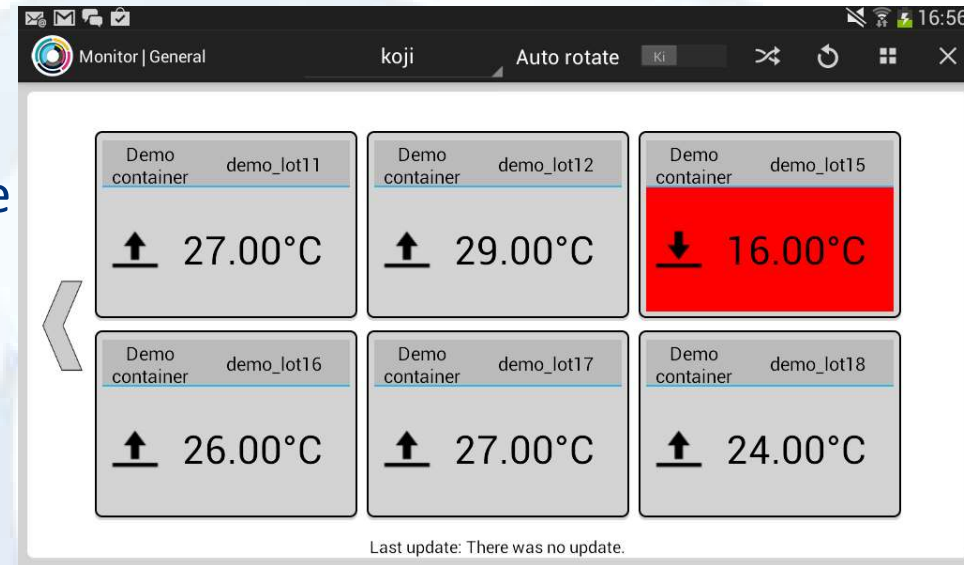 16:56
Monitor | General koji Auto rotate Ki
e
Demo container demo_lot11
27.00°C
Demo container demo_lot12
29.00°C
Demo container demo_lot15
16.00°C
Demo container demo_lot16
26.00°C
Demo container demo_lot17
27.00°C
Demo container demo_lot18
24.00°C
Last update: There was no update.